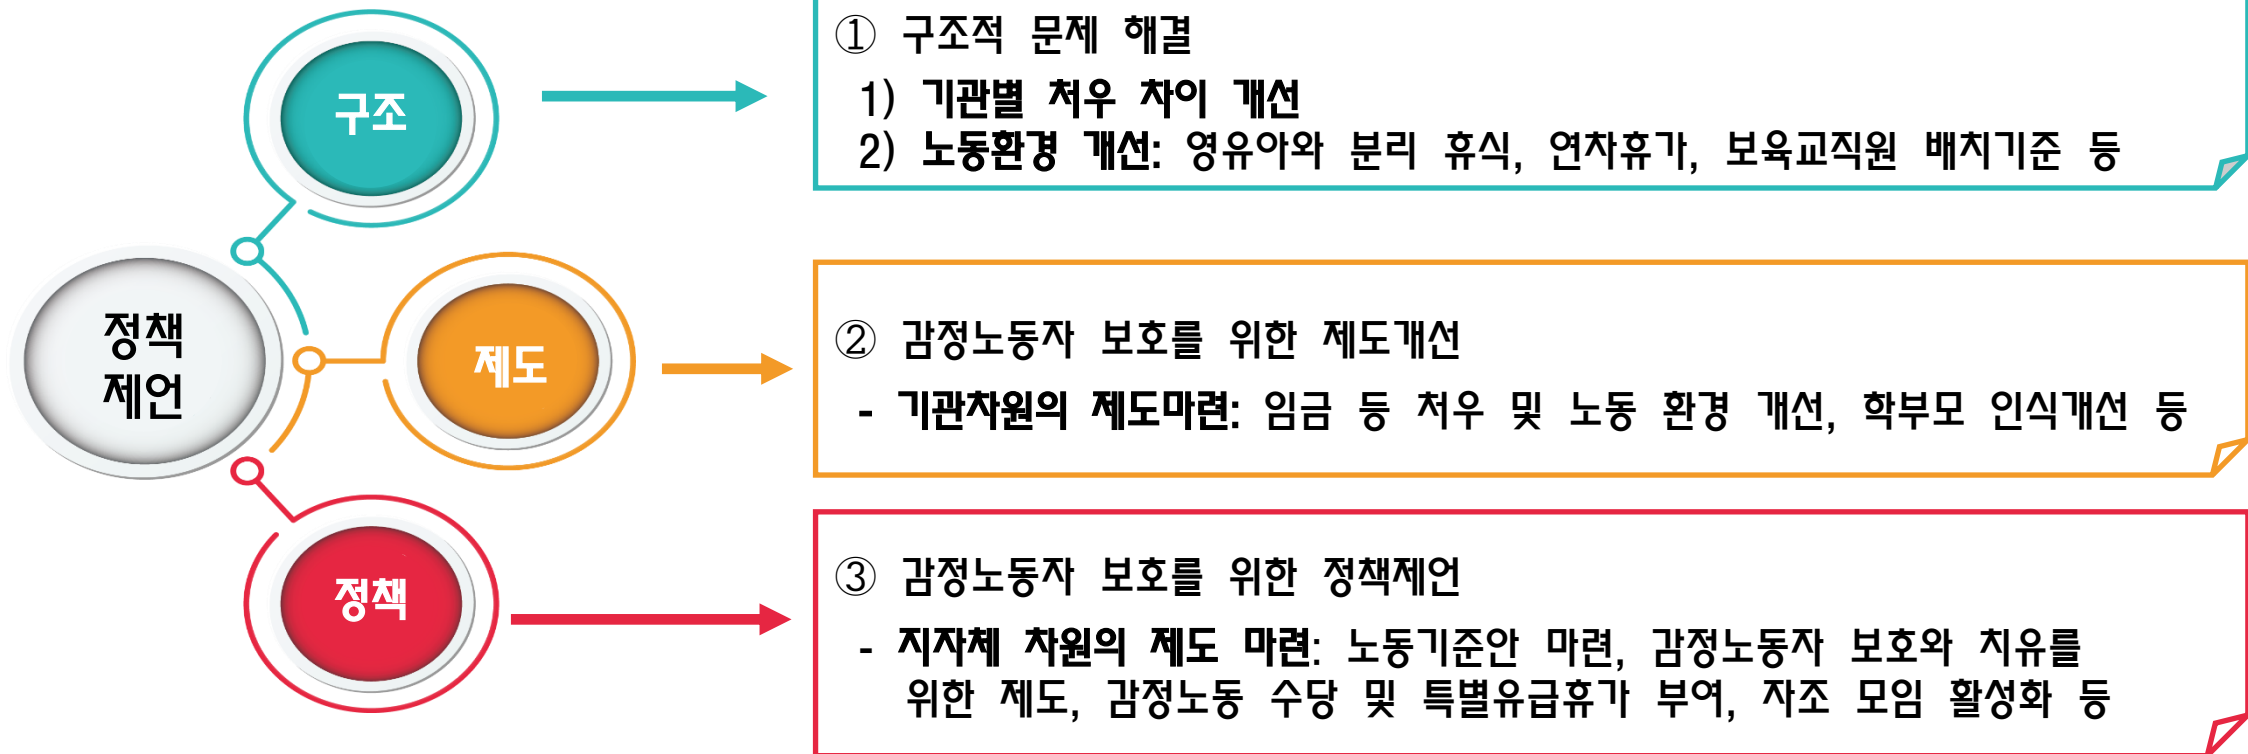 정책
제언
구조
① 구조적 문제 해결
1) 기관별 처우 차이 개선
2) 노동환경 개선: 영유아와 분리 휴식, 연차휴가, 보육교직원 배치기준 등
제도
② 감정노동자 보호를 위한 제도개선
- 기관차원의 제도마련: 임금 등 처우 및 노동 환경 개선, 학부모 인식개선 등
정책
③ 감정노동자 보호를 위한 정책제언
- 지자체 차원의 제도 마련: 노동기준안 마련, 감정노동자 보호와 치유를
위한 제도, 감정노동 수당 및 특별유급휴가 부여, 자조 모임 활성화 등